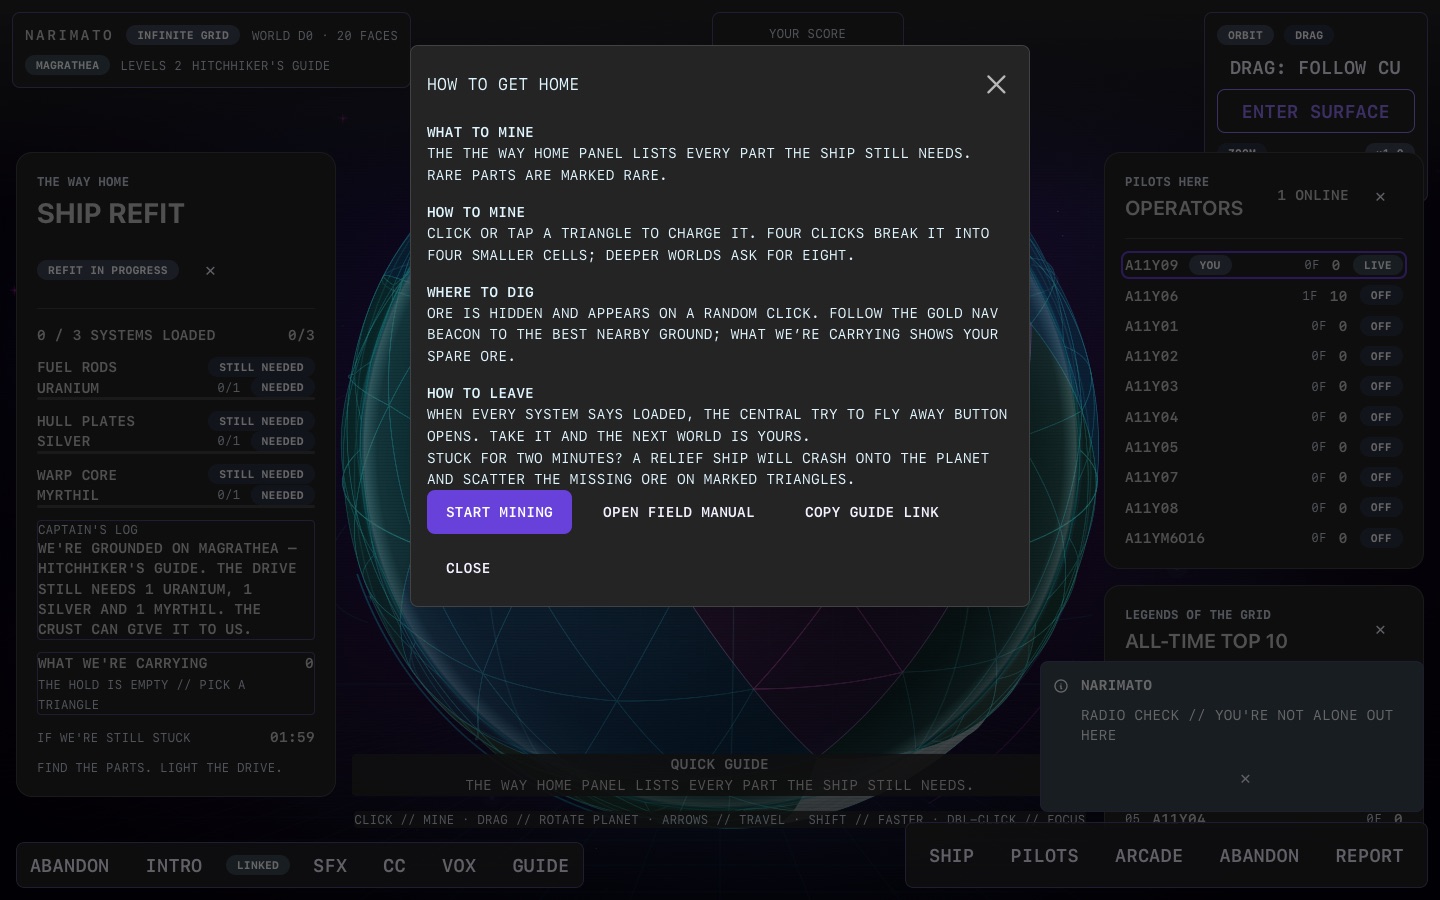 NARIMATO INFINITE GRID WORLD D0 · 20 FACES
MAGRATHEA LEVELS 2 HITCHHIKER'S GUIDE
YOUR SCORE
ORBIT DRAG
DRAG: FOLLOW CU
ENTER SURFACE
HOW TO GET HOME
WHAT TO MINE
THE THE WAY HOME PANEL LISTS EVERY PART THE SHIP STILL NEEDS.
RARE PARTS ARE MARKED RARE.
HOW TO MINE
CLICK OR TAP A TRIANGLE TO CHARGE IT. FOUR CLICKS BREAK IT INTO
FOUR SMALLER CELLS; DEEPER WORLDS ASK FOR EIGHT.
WHERE TO DIG
ORE IS HIDDEN AND APPEARS ON A RANDOM CLICK. FOLLOW THE GOLD NAV
BEACON TO THE BEST NEARBY GROUND; WHAT WE’RE CARRYING SHOWS YOUR
SPARE ORE.
HOW TO LEAVE
WHEN EVERY SYSTEM SAYS LOADED, THE CENTRAL TRY TO FLY AWAY BUTTON
OPENS. TAKE IT AND THE NEXT WORLD IS YOURS.
STUCK FOR TWO MINUTES? A RELIEF SHIP WILL CRASH ONTO THE PLANET
AND SCATTER THE MISSING ORE ON MARKED TRIANGLES.
START MINING OPEN FIELD MANUAL COPY GUIDE LINK
CLOSE
THE WAY HOME
SHIP REFIT
REFIT IN PROGRESS ×
0 / 3 SYSTEMS LOADED 0/3
FUEL RODS STILL NEEDED
URANIUM 0/1 NEEDED
HULL PLATES STILL NEEDED
SILVER 0/1 NEEDED
WARP CORE STILL NEEDED
MYRTHIL 0/1 NEEDED
CAPTAIN'S LOG
WE'RE GROUNDED ON MAGRATHEA —
HITCHHIKER'S GUIDE. THE DRIVE
STILL NEEDS 1 URANIUM, 1
SILVER AND 1 MYRTHIL. THE
CRUST CAN GIVE IT TO US.
WHAT WE'RE CARRYING 0
THE HOLD IS EMPTY // PICK A
TRIANGLE
IF WE'RE STILL STUCK 01:59
FIND THE PARTS. LIGHT THE DRIVE.
PILOTS HERE
OPERATORS 1 ONLINE ×
A11Y09 YOU 0F 0 LIVE
A11Y06 1F 10 OFF
A11Y01 0F 0 OFF
A11Y02 0F 0 OFF
A11Y03 0F 0 OFF
A11Y04 0F 0 OFF
A11Y05 0F 0 OFF
A11Y07 0F 0 OFF
A11Y08 0F 0 OFF
A11YM6O16 0F 0 OFF
LEGENDS OF THE GRID
ALL-TIME TOP 10 ×
NARIMATO
RADIO CHECK // YOU'RE NOT ALONE OUT
HERE
×
05 A11Y04 0F 0
QUICK GUIDE
THE WAY HOME PANEL LISTS EVERY PART THE SHIP STILL NEEDS.
CLICK // MINE · DRAG // ROTATE PLANET · ARROWS // TRAVEL · SHIFT // FASTER · DBL-CLICK // FOCUS
ABANDON INTRO LINKED SFX CC VOX GUIDE
SHIP PILOTS ARCADE ABANDON REPORT